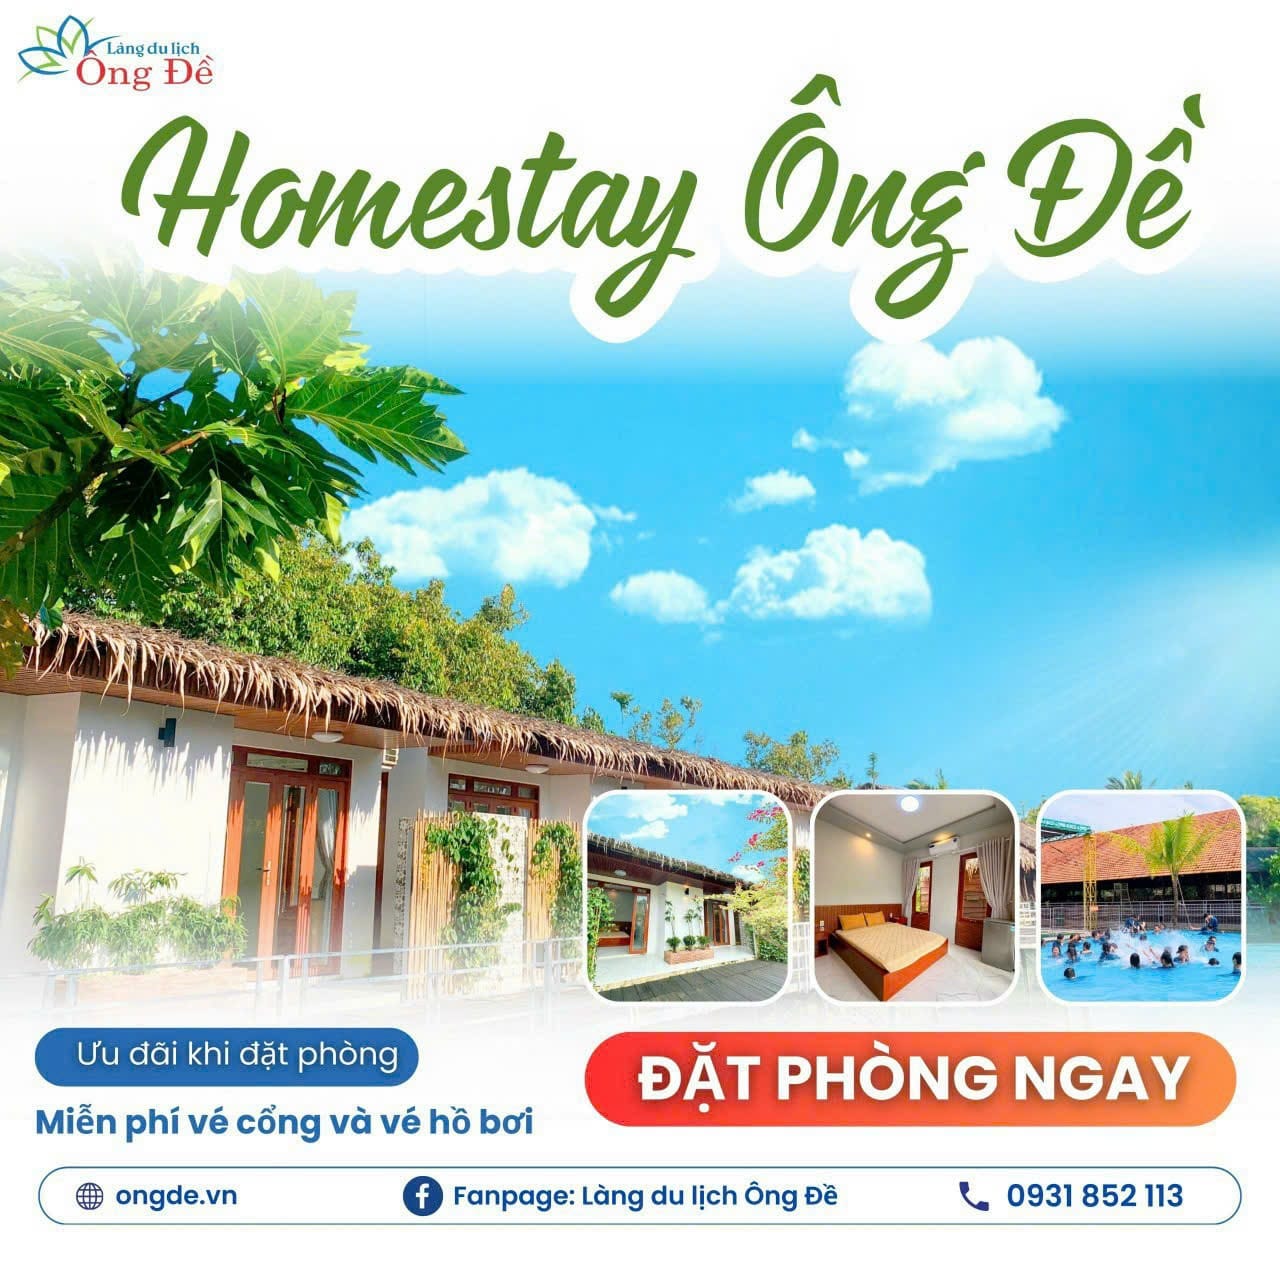 Làng du lịch
Ông Đề
Homestay Ông Đề
Ưu đãi khi đặt phòng
ĐẶT PHÒNG NGAY
Miễn phí vé cổng và vé hồ bơi
ongde.vn
Fanpage: Làng du lịch Ông Đề
0931 852 113